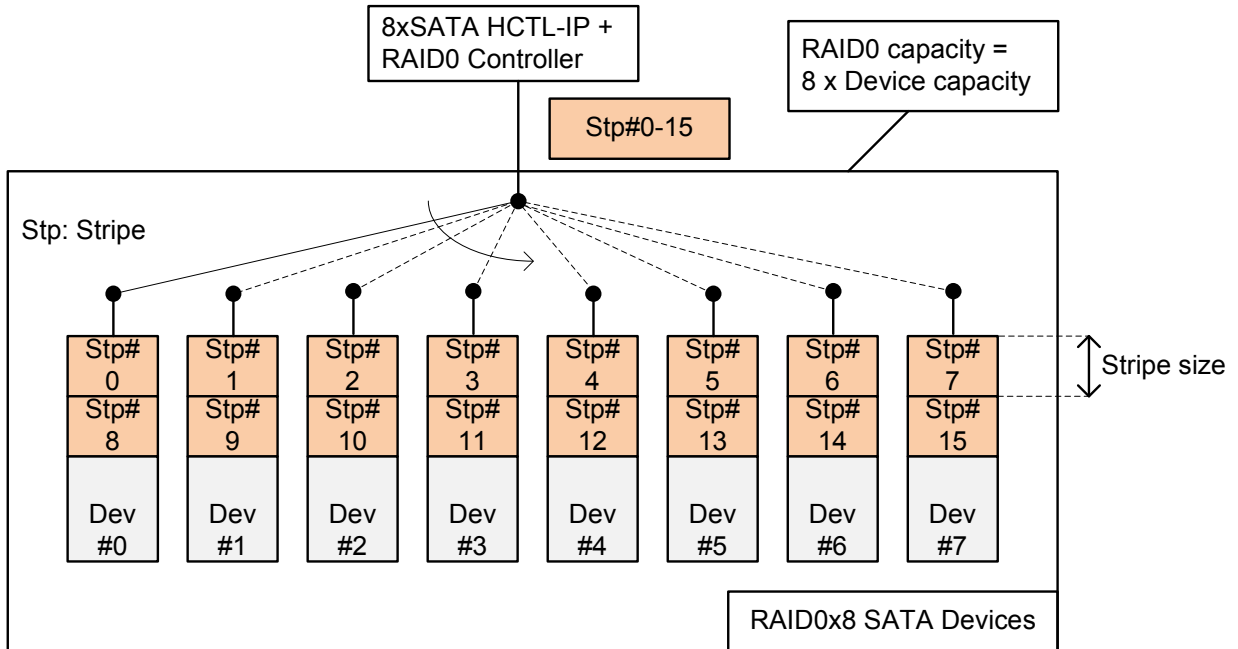 8xSATA HCTL-IP +
RAID0 Controller
RAID0 capacity =
8 x Device capacity
Stp#0-15
Stp: Stripe
Stp#
0
Stp#
1
Stp#
2
Stp#
3
Stp#
4
Stp#
5
Stp#
6
Stp#
7
Stripe size
Stp#
8
Stp#
9
Stp#
10
Stp#
11
Stp#
12
Stp#
13
Stp#
14
Stp#
15
Dev
#0
Dev
#1
Dev
#2
Dev
#3
Dev
#4
Dev
#5
Dev
#6
Dev
#7
RAID0x8 SATA Devices